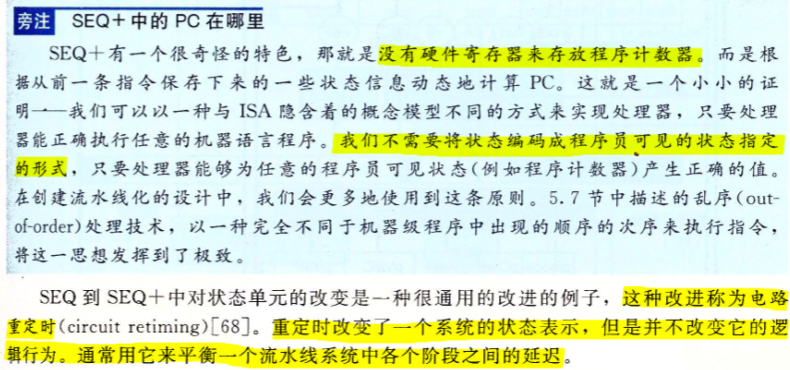 旁注 SEQ+中的 PC 在哪里
SEQ+有一个很奇怪的特色，那就是没有硬件寄存器来存放程序计数器。而是根
据从前一条指令保存下来的一些状态信息动态地计算 PC。这就是一个小小的证
明——我们可以以一种与 ISA 隐含着的概念模型不同的方式来实现处理器，只要处理
器能正确执行任意的机器语言程序。我们不需要将状态编码成程序员可见的状态指定
的形式，只要处理器能够为任意的程序员可见状态(例如程序计数器)产生正确的值。
在创建流水线化的设计中，我们会更多地使用到这条原则。5.7 节中描述的乱序(out-
of-order)处理技术，以一种完全不同于机器级程序中出现的顺序的次序来执行指令，
将这一思想发挥到了极致。
SEQ 到 SEQ+中对状态单元的改变是一种很通用的改进的例子，这种改进称为电路
重定时(circuit retiming)[68]。重定时改变了一个系统的状态表示，但是并不改变它的逻
辑行为。通常用它来平衡一个流水线系统中各个阶段之间的延迟。